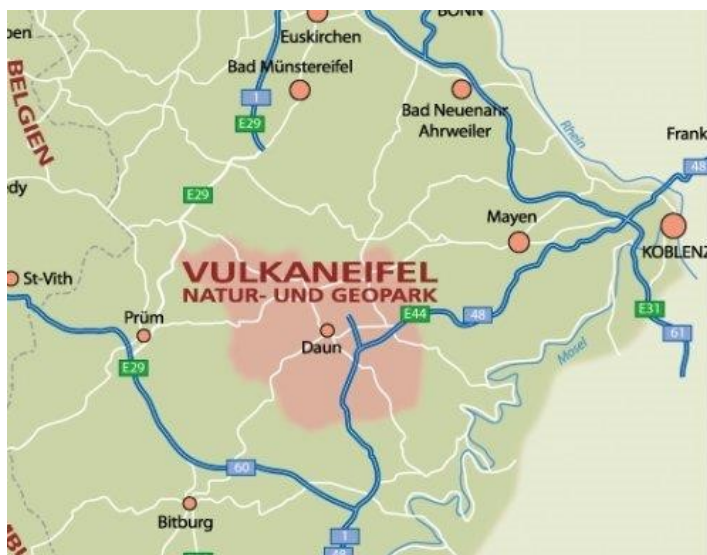 BONN
Euskirchen
Bad Münstereifel
1
E29
Bad Neuenahr
Ahrweiler
Rhein
BELGIEN
Frank
48
E29
Mayen
KOBLENZ
VULKANEIFEL
NATUR- UND GEOPARK
St-Vith
Prüm
Daun
E44
48
E31
61
Mosel
E29
60
Bitburg
1
48